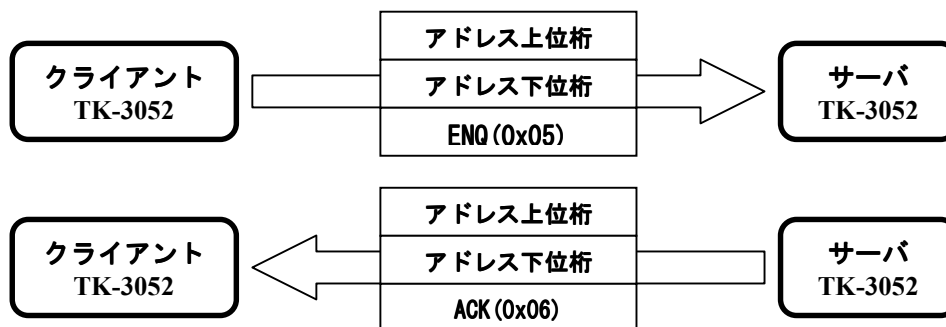 クライアント
TK-3052
アドレス上位桁
アドレス下位桁
ENQ(0x05)
サーバ
TK-3052
クライアント
TK-3052
アドレス上位桁
アドレス下位桁
ACK(0x06)
サーバ
TK-3052